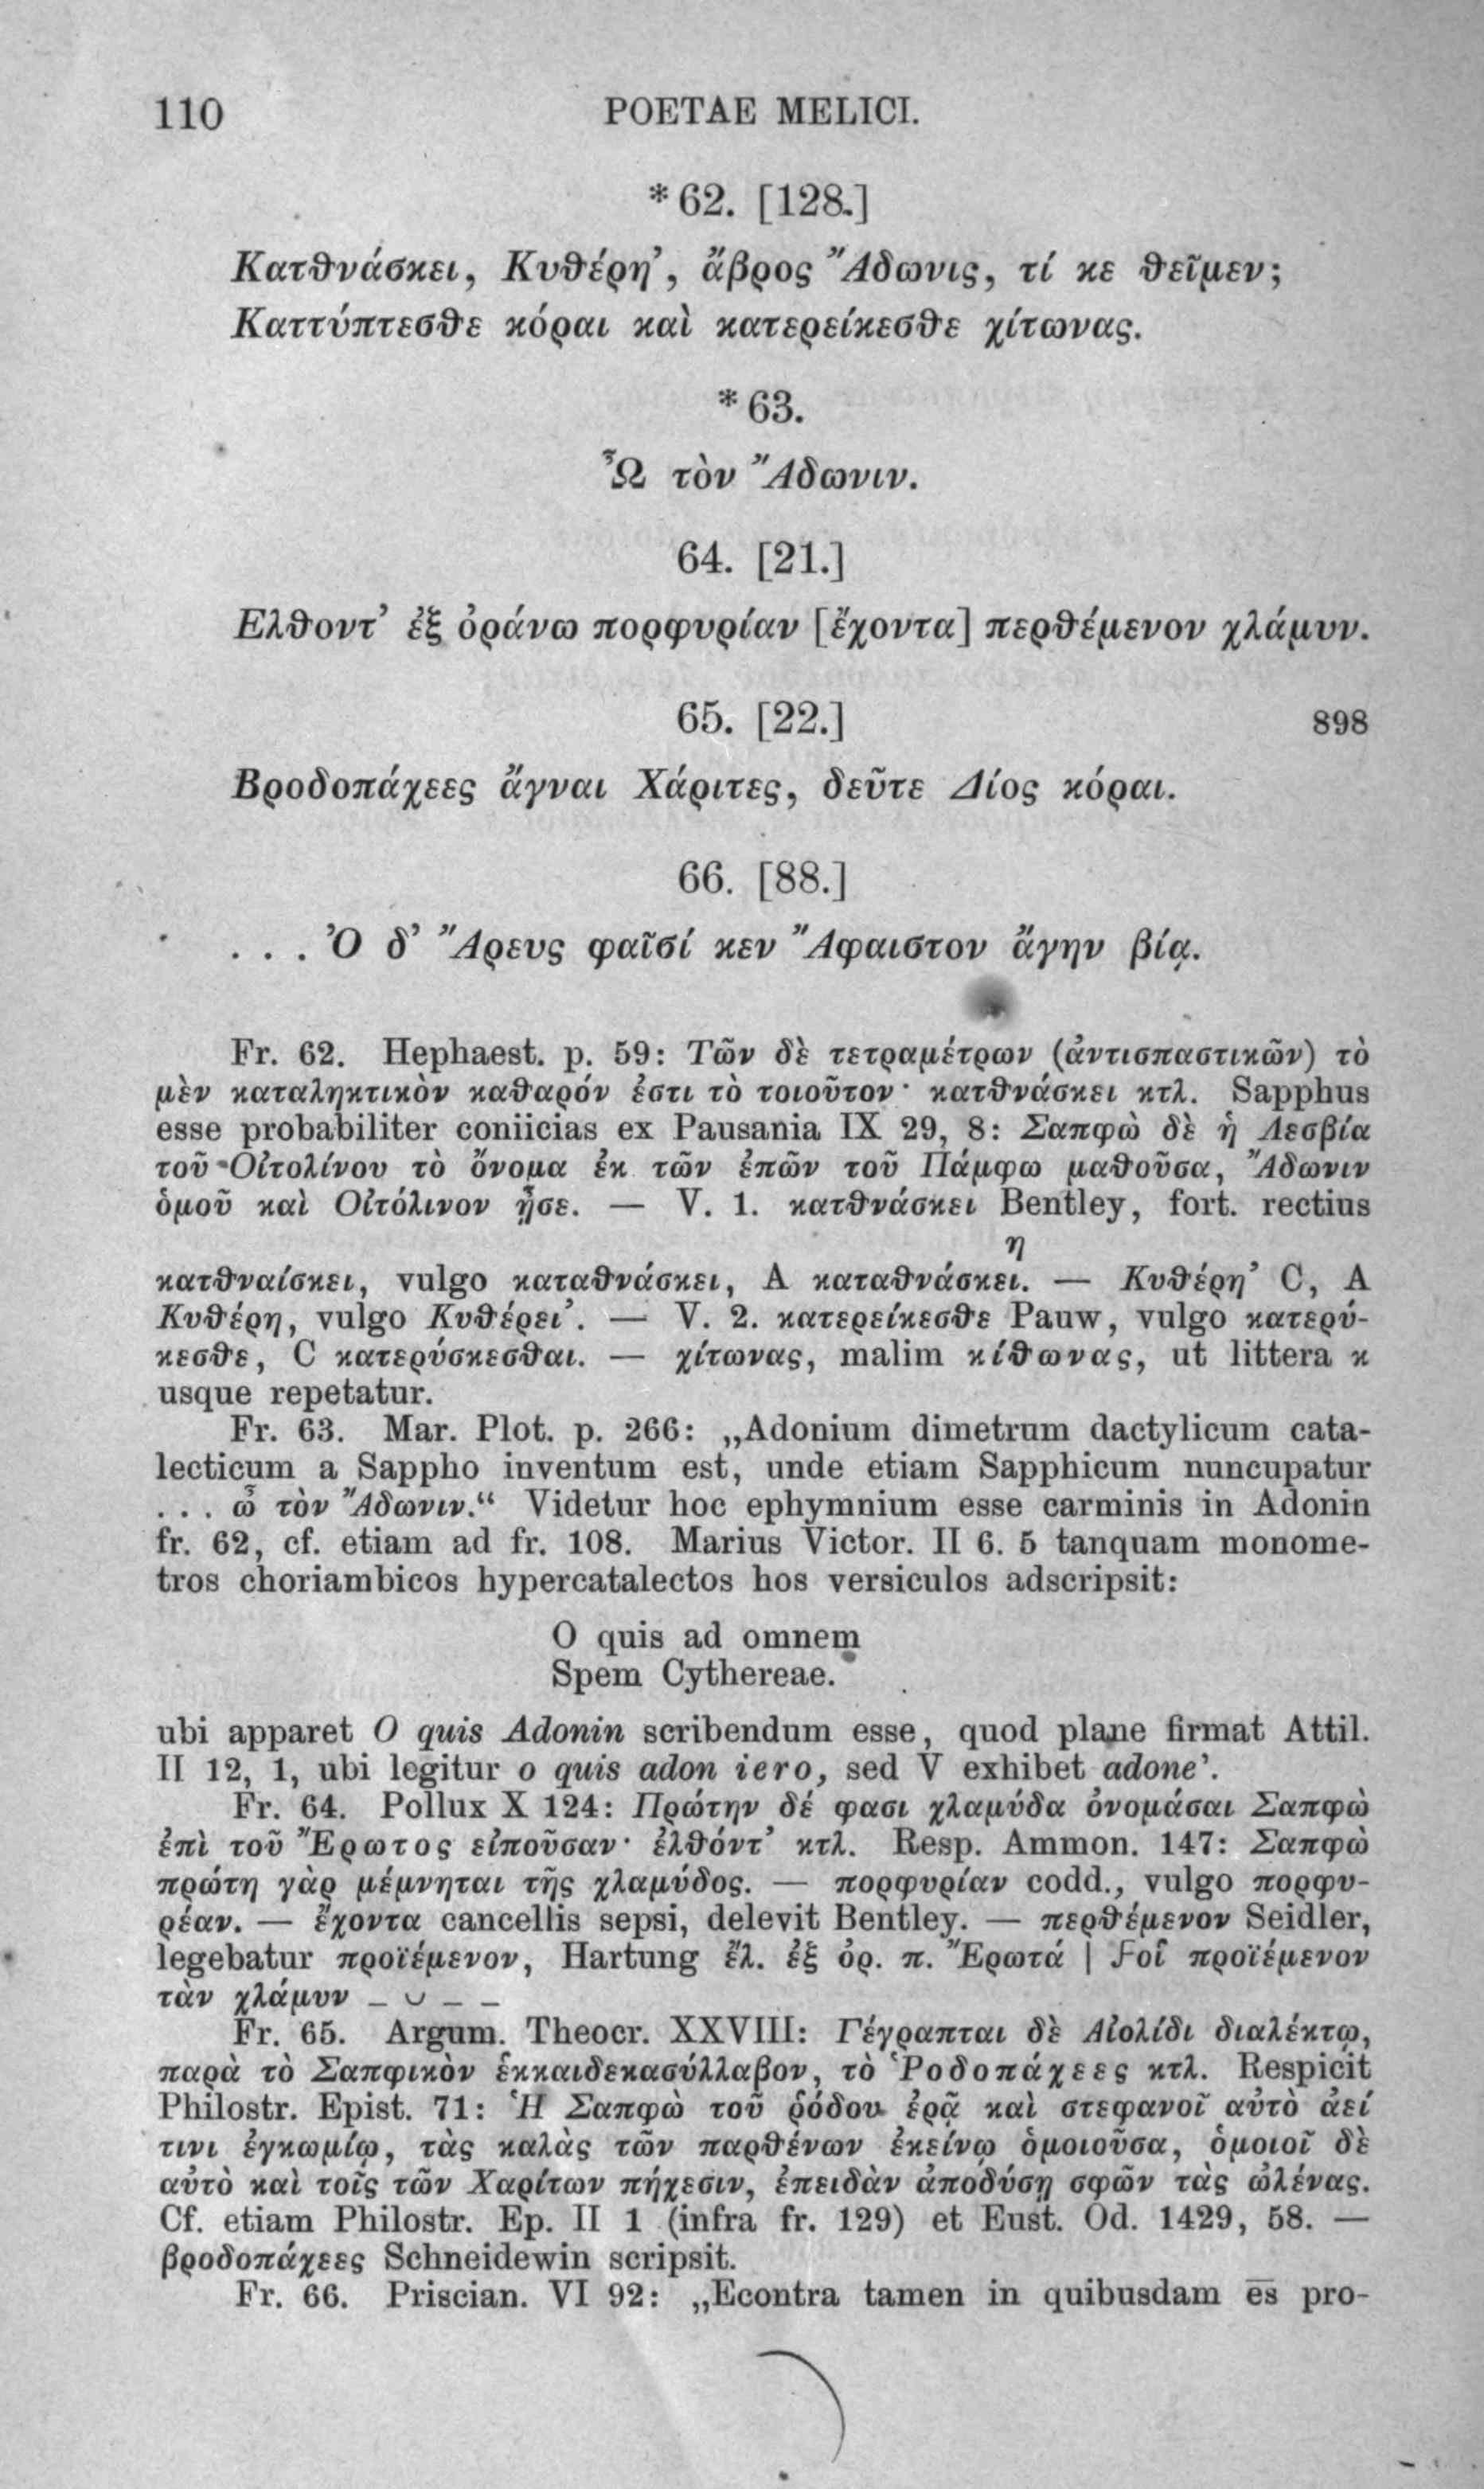 110 POETAE MELICI.
*62. [128.]
Κατθνάσκει, Κυθέρη’, ἄβρος Ἄδωνις, τί κε θεῖμεν;
Καττύπτεσθε κόραι καὶ κατερείκεσθε χίτωνας.
*63.
Ὦ τὸν Ἄδωνιν.
64. [21.]
Ελθοντ’ ἐξ ὀράνω πορφυρίαν [ἔχοντα] περθέμενον χλάμυν.
65. [22.] 898
Βροδοπάχεες ἄγναι Χάριτες, δεῦτε Δίος κόραι.
66. [88.]
. . . Ὀ δ’ Ἄρευς φαῖσί κεν Ἄφαιστον ἄγην βίᾳ.
Fr. 62. Hephaest. p. 59: Τῶν δὲ τετραμέτρων (ἀντισπαστικῶν) τὸ
μὲν καταληκτικὸν καθαρόν ἐστι τὸ τοιοῦτον· κατθνάσκει κτλ. Sapphus
esse probabiliter coniicias ex Pausania IX 29, 8: Σαπφὼ δὲ ἡ Λεσβία
τοῦ Οἰτολίνου τὸ ὄνομα ἐκ τῶν ἐπῶν τοῦ Πάμφω μαθοῦσα, Ἄδωνιν
ὁμοῦ καὶ Οἰτόλινον ᾖσε. — V. 1. κατθνάσκει Bentley, fort. rectius
η
κατθναίσκει, vulgo καταθνάσκει, A καταθνάσκει. — Κυθέρη’ C, A
Κυθέρη, vulgo Κυθέρει’. — V. 2. κατερείκεσθε Pauw, vulgo κατερύ-
κεσθε, C κατερύσκεσθαι. — χίτωνας, malim κίθωνας, ut littera κ
usque repetatur.
Fr. 63. Mar. Plot. p. 266: „Adonium dimetrum dactylicum cata-
lecticum a Sappho inventum est, unde etiam Sapphicum nuncupatur
. . . ὦ τὸν Ἄδωνιν.“ Videtur hoc ephymnium esse carminis in Adonin
fr. 62, cf. etiam ad fr. 108. Marius Victor. II 6. 5 tanquam monome-
tros choriambicos hypercatalectos hos versiculos adscripsit:
O quis ad omnem
Spem Cythereae.
ubi apparet O quis Adonin scribendum esse, quod plane firmat Attil.
II 12, 1, ubi legitur o quis adon iero, sed V exhibet adone’.
Fr. 64. Pollux X 124: Πρώτην δέ φασι χλαμύδα ὀνομάσαι Σαπφὼ
ἐπὶ τοῦ Ἔρωτος εἰποῦσαν· ἐλθόντ’ κτλ. Resp. Ammon. 147: Σαπφὼ
πρώτη γὰρ μέμνηται τῆς χλαμύδος. — πορφυρίαν codd., vulgo πορφυ-
ρέαν. — ἔχοντα cancellis sepsi, delevit Bentley. — περθέμενον Seidler,
legebatur προϊέμενον, Hartung ἔλ. ἐξ ὀρ. π. Ἔρωτά | ϝοῖ προϊέμενον
τὰν χλάμυν – ᴗ – –
Fr. 65. Argum. Theocr. XXVIII: Γέγραπται δὲ Αἰολίδι διαλέκτῳ,
παρὰ τὸ Σαπφικὸν ἑκκαιδεκασύλλαβον, τὸ Ῥοδοπάχεες κτλ. Respicit
Philostr. Epist. 71: Ἡ Σαπφὼ τοῦ ῥόδου ἐρᾷ καὶ στεφανοῖ αὐτὸ ἀεί
τινι ἐγκωμίῳ, τὰς καλὰς τῶν παρθένων ἐκείνῳ ὁμοιοῦσα, ὁμοιοῖ δὲ
αὐτὸ καὶ τοῖς τῶν Χαρίτων πήχεσιν, ἐπειδὰν ἀποδύσῃ σφῶν τὰς ὠλένας.
Cf. etiam Philostr. Ep. II 1 (infra fr. 129) et Eust. Od. 1429, 58. —
βροδοπάχεες Schneidewin scripsit.
Fr. 66. Priscian. VI 92: „Econtra tamen in quibusdam ēs pro-